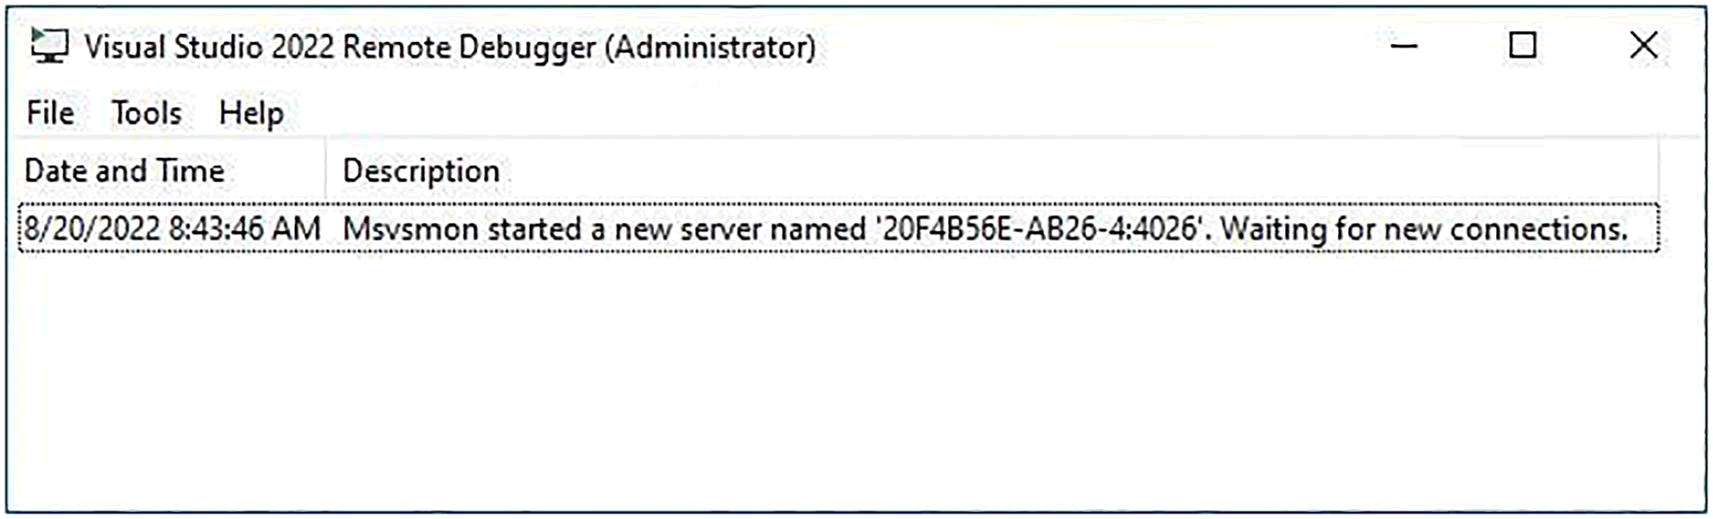 Visual Studio 2022 Remote Debugger (Administrator)
File Tools Help
Date and Time Description
8/20/2022 8:43:46 AM Msvsmon started a new server named '20F4B56E-AB26-4:4026'. Waiting for new connections.